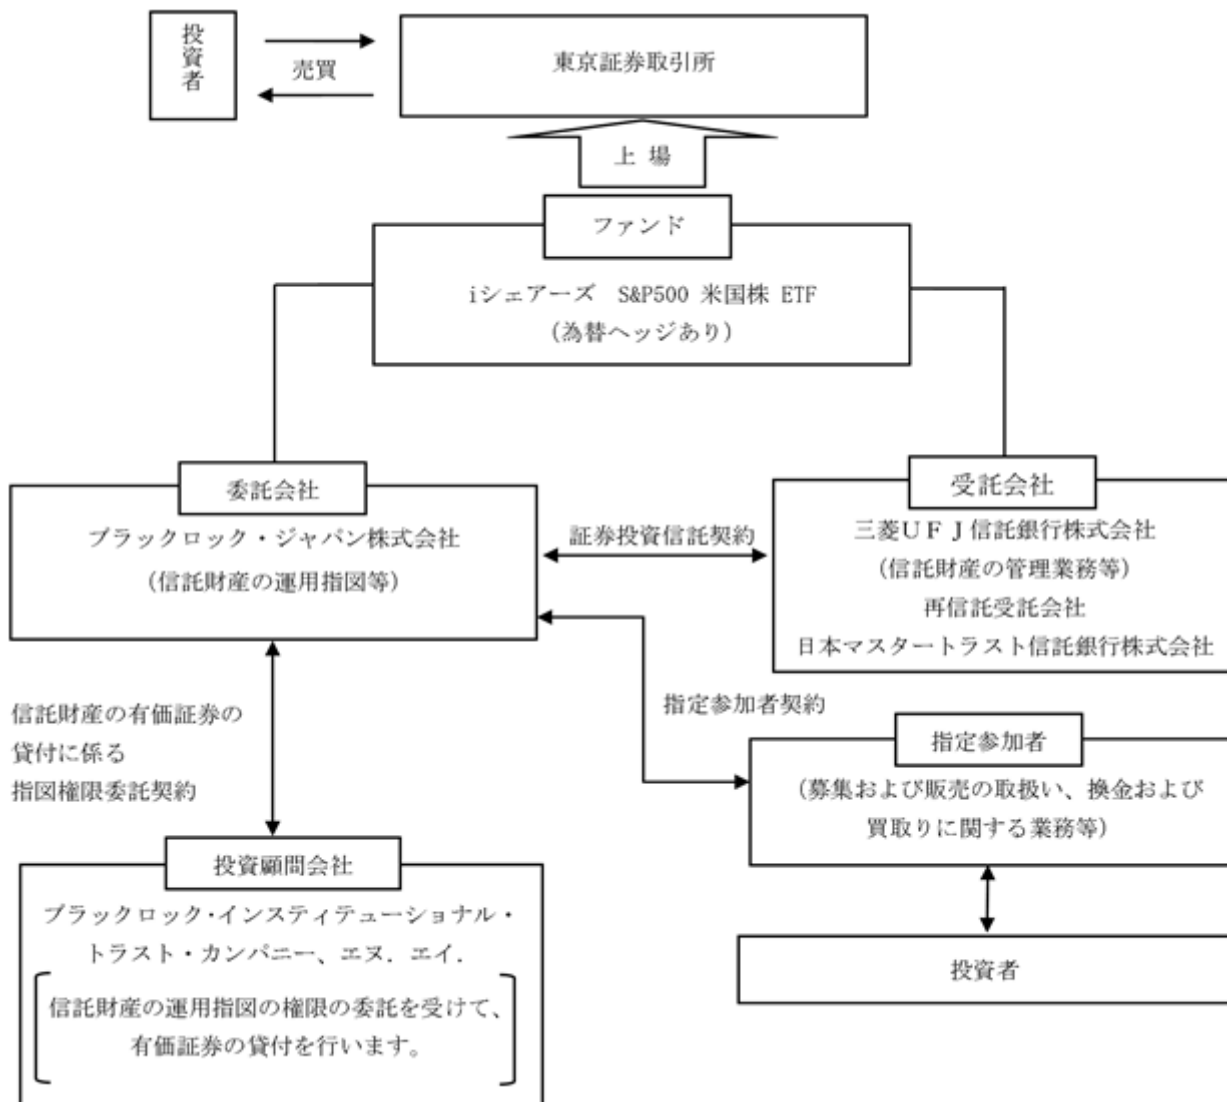 投資者
売買
東京証券取引所
上 場
ファンド
iシェアーズ S&P500 米国株 ETF
(為替ヘッジあり)
委託会社
ブラックロック・ジャパン株式会社
(信託財産の運用指図等)
証券投資信託契約
受託会社
三菱UFJ信託銀行株式会社
(信託財産の管理業務等)
再信託受託会社
日本マスタートラスト信託銀行株式会社
信託財産の有価証券の
貸付に係る
指図権限委託契約
指定参加者契約
指定参加者
(募集および販売の取扱い、換金および
買取りに関する業務等)
投資顧問会社
ブラックロック・インスティテューショナル・
トラスト・カンパニー、エヌ．エイ．
信託財産の運用指図の権限の委託を受けて、
有価証券の貸付を行います。
投資者